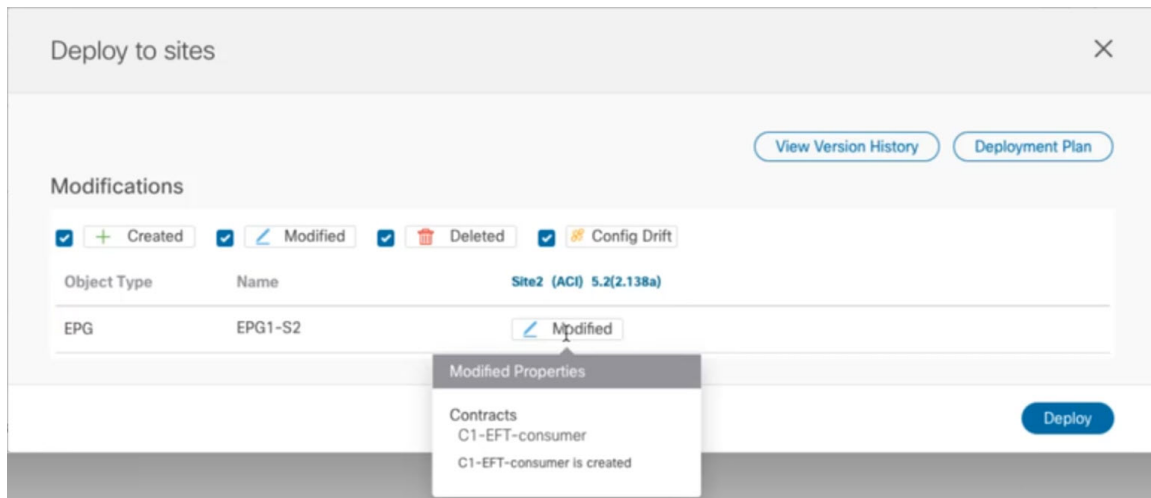 Deploy to sites
View Version History
Deployment Plan
Modifications
Created
Modified
Deleted
Config Drift
Object Type
Name
Site2 (ACI) 5.2(2.138a)
EPG
EPG1-S2
Modified
Modified Properties
Contracts
C1-EFT-consumer
C1-EFT-consumer is created
Deploy